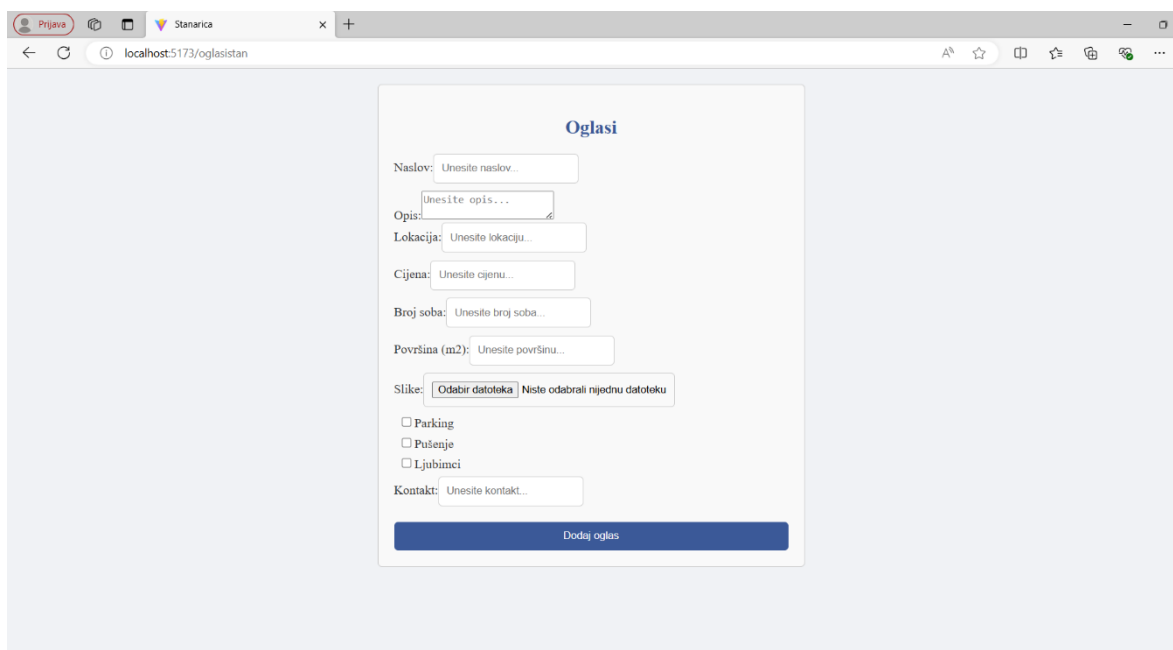 Prijava Stanarica
localhost:5173/oglasistan
Oglasi
Naslov: Unesite naslov...
Unesite opis...
Opis:
Lokacija: Unesite lokaciju...
Cijena: Unesite cijenu...
Broj soba: Unesite broj soba...
Površina (m2): Unesite površinu...
Slike: Odabir datoteka Niste odabrali nijednu datoteku
Parking
Pušenje
Ljubimci
Kontakt: Unesite kontakt...
Dodaj oglas